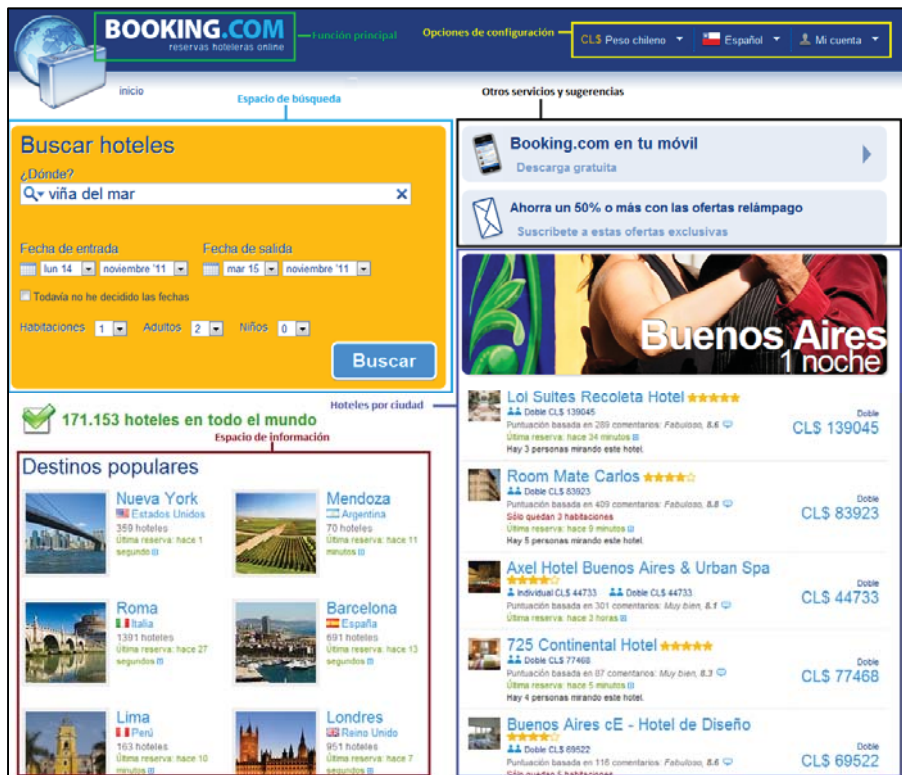 BOOKING.COM
reservas hoteleras online
Función principal
Opciones de configuración
CL$ Peso chileno
Español
Mi cuenta
inicio
Espacio de búsqueda
Otros servicios y sugerencias
Buscar hoteles
¿Dónde?
viña del mar
Fecha de entrada
Fecha de salida
lun 14
noviembre '11
mar 15
noviembre '11
Todavía no he decidido las fechas
Habitaciones 1
Adultos 2
Niños 0
Buscar
Booking.com en tu móvil
Descarga gratuita
Ahorra un 50% o más con las ofertas relámpago
Suscríbete a estas ofertas exclusivas
171.153 hoteles en todo el mundo
Hoteles por ciudad
Espacio de información
Destinos populares
Nueva York
Estados Unidos
359 hoteles
Última reserva: hace 1
segundo
Mendoza
Argentina
70 hoteles
Última reserva: hace 11
minutos
Roma
Italia
1391 hoteles
Última reserva: hace 27
segundos
Barcelona
España
691 hoteles
Última reserva: hace 13
segundos
Lima
Perú
163 hoteles
Última reserva: hace 10
minutos
Londres
Reino Unido
951 hoteles
Última reserva: hace 7
segundos
Buenos Aires
1 noche
Loi Suites Recoleta Hotel
Doble CL$ 139045
Puntuación basada en 289 comentarios: Fabuloso, 8.6
Última reserva: hace 34 minutos
Hay 3 personas mirando este hotel.
Doble
CL$ 139045
Room Mate Carlos
Doble CL$ 83923
Puntuación basada en 409 comentarios: Fabuloso, 8.8
Sólo quedan 3 habitaciones
Última reserva: hace 9 minutos
Hay 5 personas mirando este hotel.
Doble
CL$ 83923
Axel Hotel Buenos Aires & Urban Spa
Individual CL$ 44733 Doble CL$ 44733
Puntuación basada en 301 comentarios: Muy bien, 8.1
Última reserva: hace 3 horas
Doble
CL$ 44733
725 Continental Hotel
Doble CL$ 77468
Puntuación basada en 87 comentarios: Muy bien, 8.3
Última reserva: hace 5 minutos
Hay 4 personas mirando este hotel.
Doble
CL$ 77468
Buenos Aires cE - Hotel de Diseño
Doble CL$ 69522
Puntuación basada en 116 comentarios: Fabuloso, 8.6
Sólo quedan 5 habitaciones
Doble
CL$ 69522